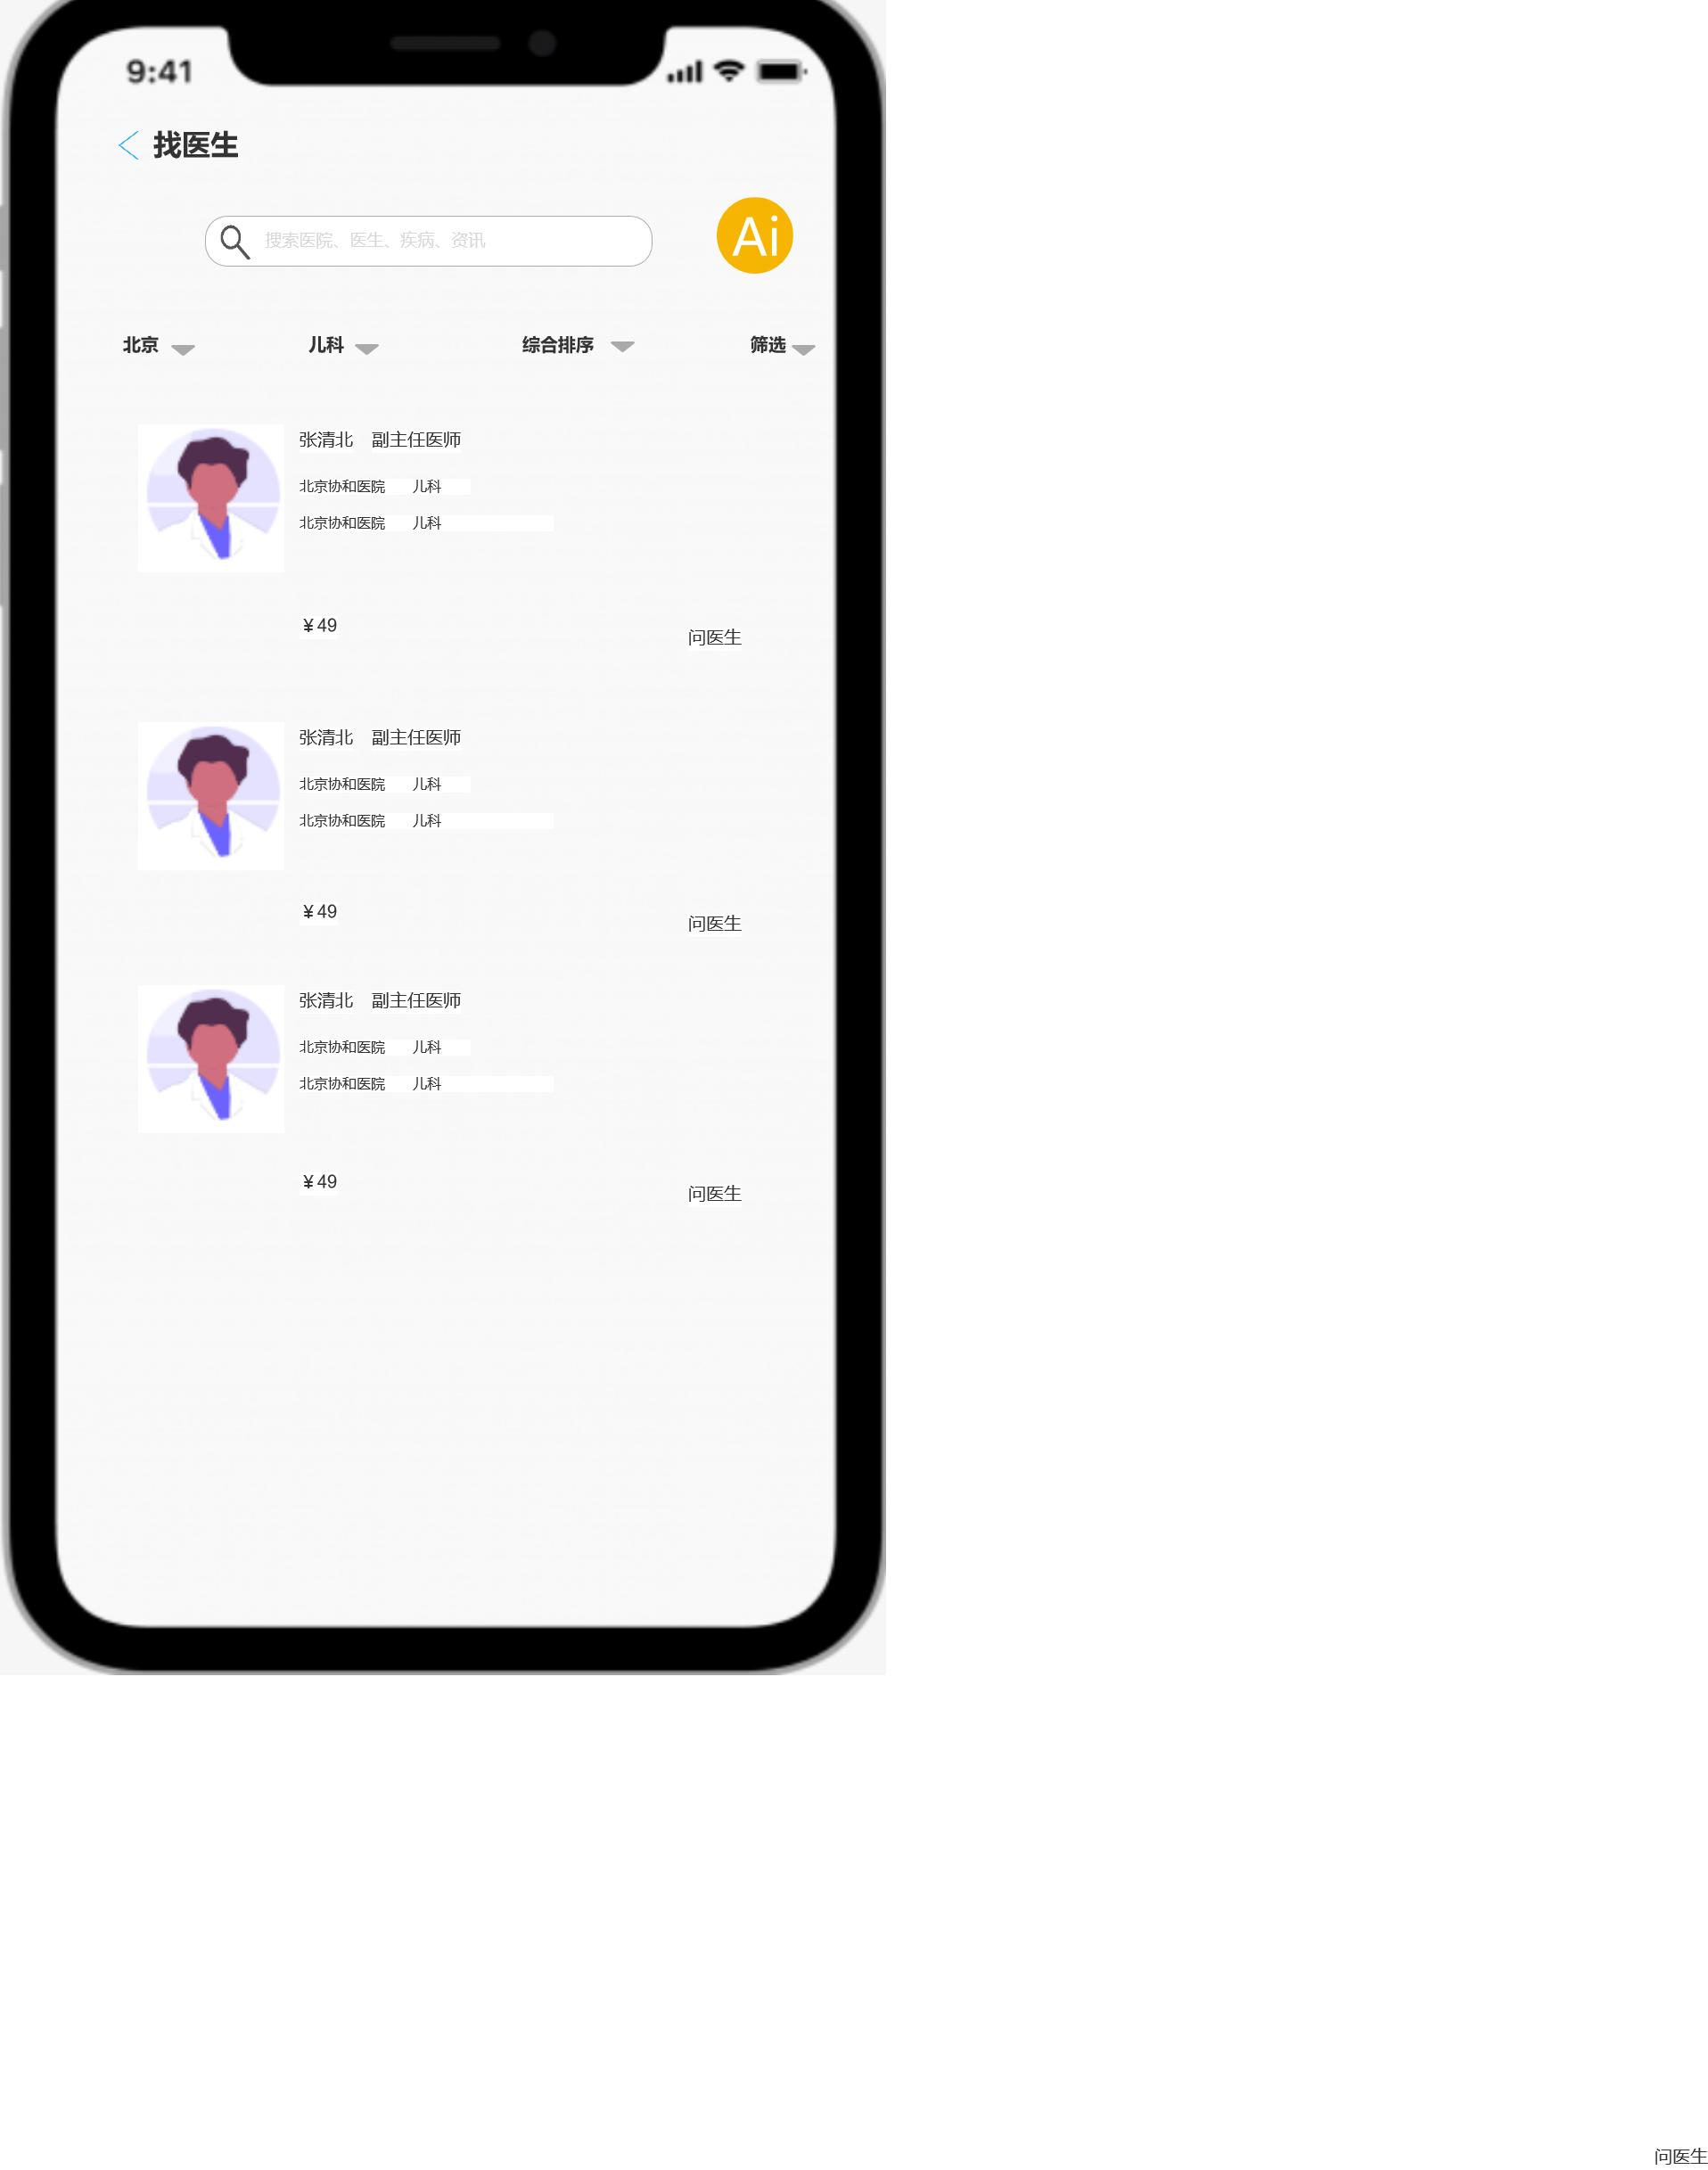 9:41
找医生
搜索医院、医生、疾病、资讯
Ai
北京 儿科 综合排序 筛选
张清北 副主任医师
北京协和医院 儿科
北京协和医院 儿科
¥49
问医生
张清北 副主任医师
北京协和医院 儿科
北京协和医院 儿科
¥49
问医生
张清北 副主任医师
北京协和医院 儿科
北京协和医院 儿科
¥49
问医生
问医生